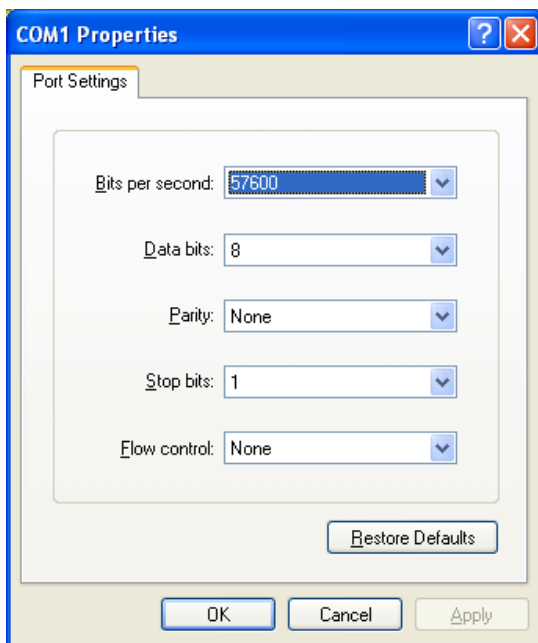 COM1 Properties
Port Settings
Bits per second: 57600
Data bits: 8
Parity: None
Stop bits: 1
Flow control: None
Restore Defaults
OK Cancel Apply